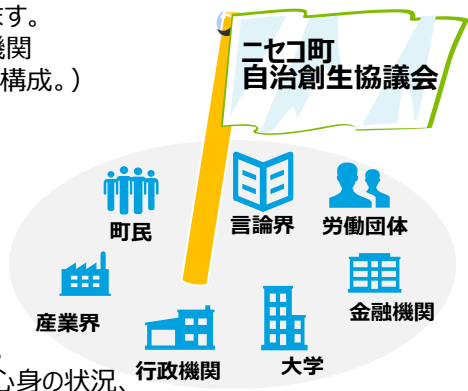 ます。
機関
構成。）
ニセコ町
自治創生協議会
町民
言論界
労働団体
産業界
金融機関
行政機関
大学
心身の状況、